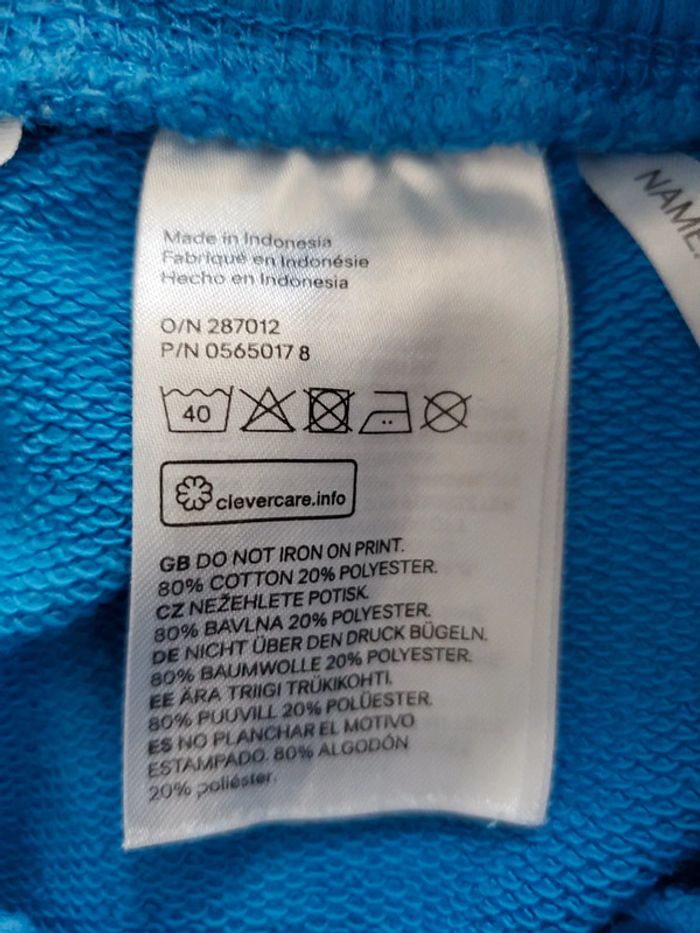 Made in Indonesia
Fabriqué en Indonésie
Hecho en Indonesia
O/N 287012
P/N 0565017 8
40
clevercare.info
GB DO NOT IRON ON PRINT.
80% COTTON 20% POLYESTER.
CZ NEŽEHLETE POTISK.
80% BAVLNA 20% POLYESTER.
DE NICHT ÜBER DEN DRUCK BÜGELN.
80% BAUMWOLLE 20% POLYESTER.
EE ÄRA TRIIGI TRÜKIKOHTI.
80% PUUVILL 20% POLÜESTER.
ES NO PLANCHAR EL MOTIVO
ESTAMPADO. 80% ALGODÓN
20% poliéster.
NAME: